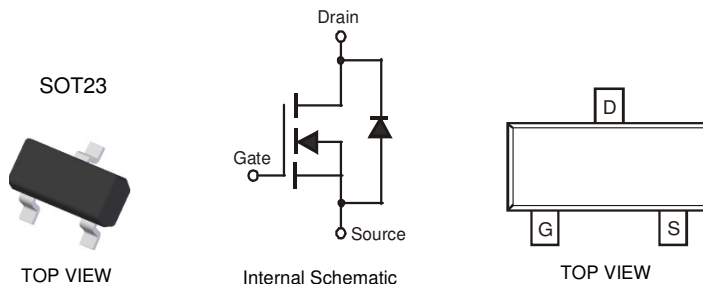 Drain
SOT23
D
Gate
G
S
Source
TOP VIEW
Internal Schematic
TOP VIEW